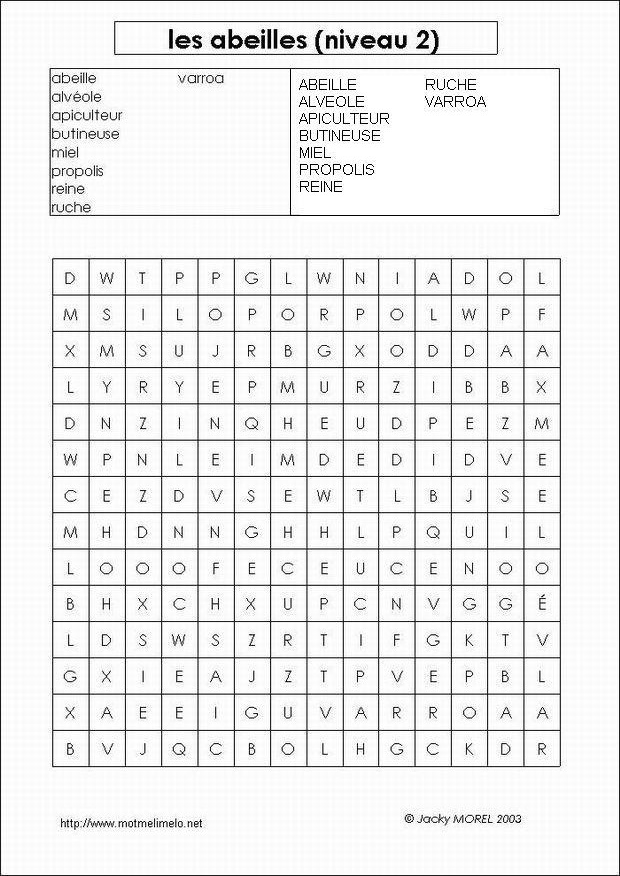 les abeilles (niveau 2)
abeille varroa
alvéole
apiculteur
butineuse
miel
propolis
reine
ruche
ABEILLE RUCHE
ALVEOLE VARROA
APICULTEUR
BUTINEUSE
MIEL
PROPOLIS
REINE
D W T P P G L W N I A D O L
M S I L O P O R P O L W P F
X M S U J R B G X O D D A A
L Y R Y E P M U R Z I B B X
D N Z I N Q H E U D P E Z M
W P N L E I M D E D I D V E
C E Z D V S E W T L B J S E
M H D N N G H H L P Q U I L
L O O O F E C E U C E N O O
B H X C H X U P C N V G G É
L D S W S Z R T I F G K T V
G X I E A J Z T P V E P B L
X A E E I G U V A R R O A A
B V J Q C B O L H G C K D R
http://www.motmelimelo.net
© Jacky MOREL 2003